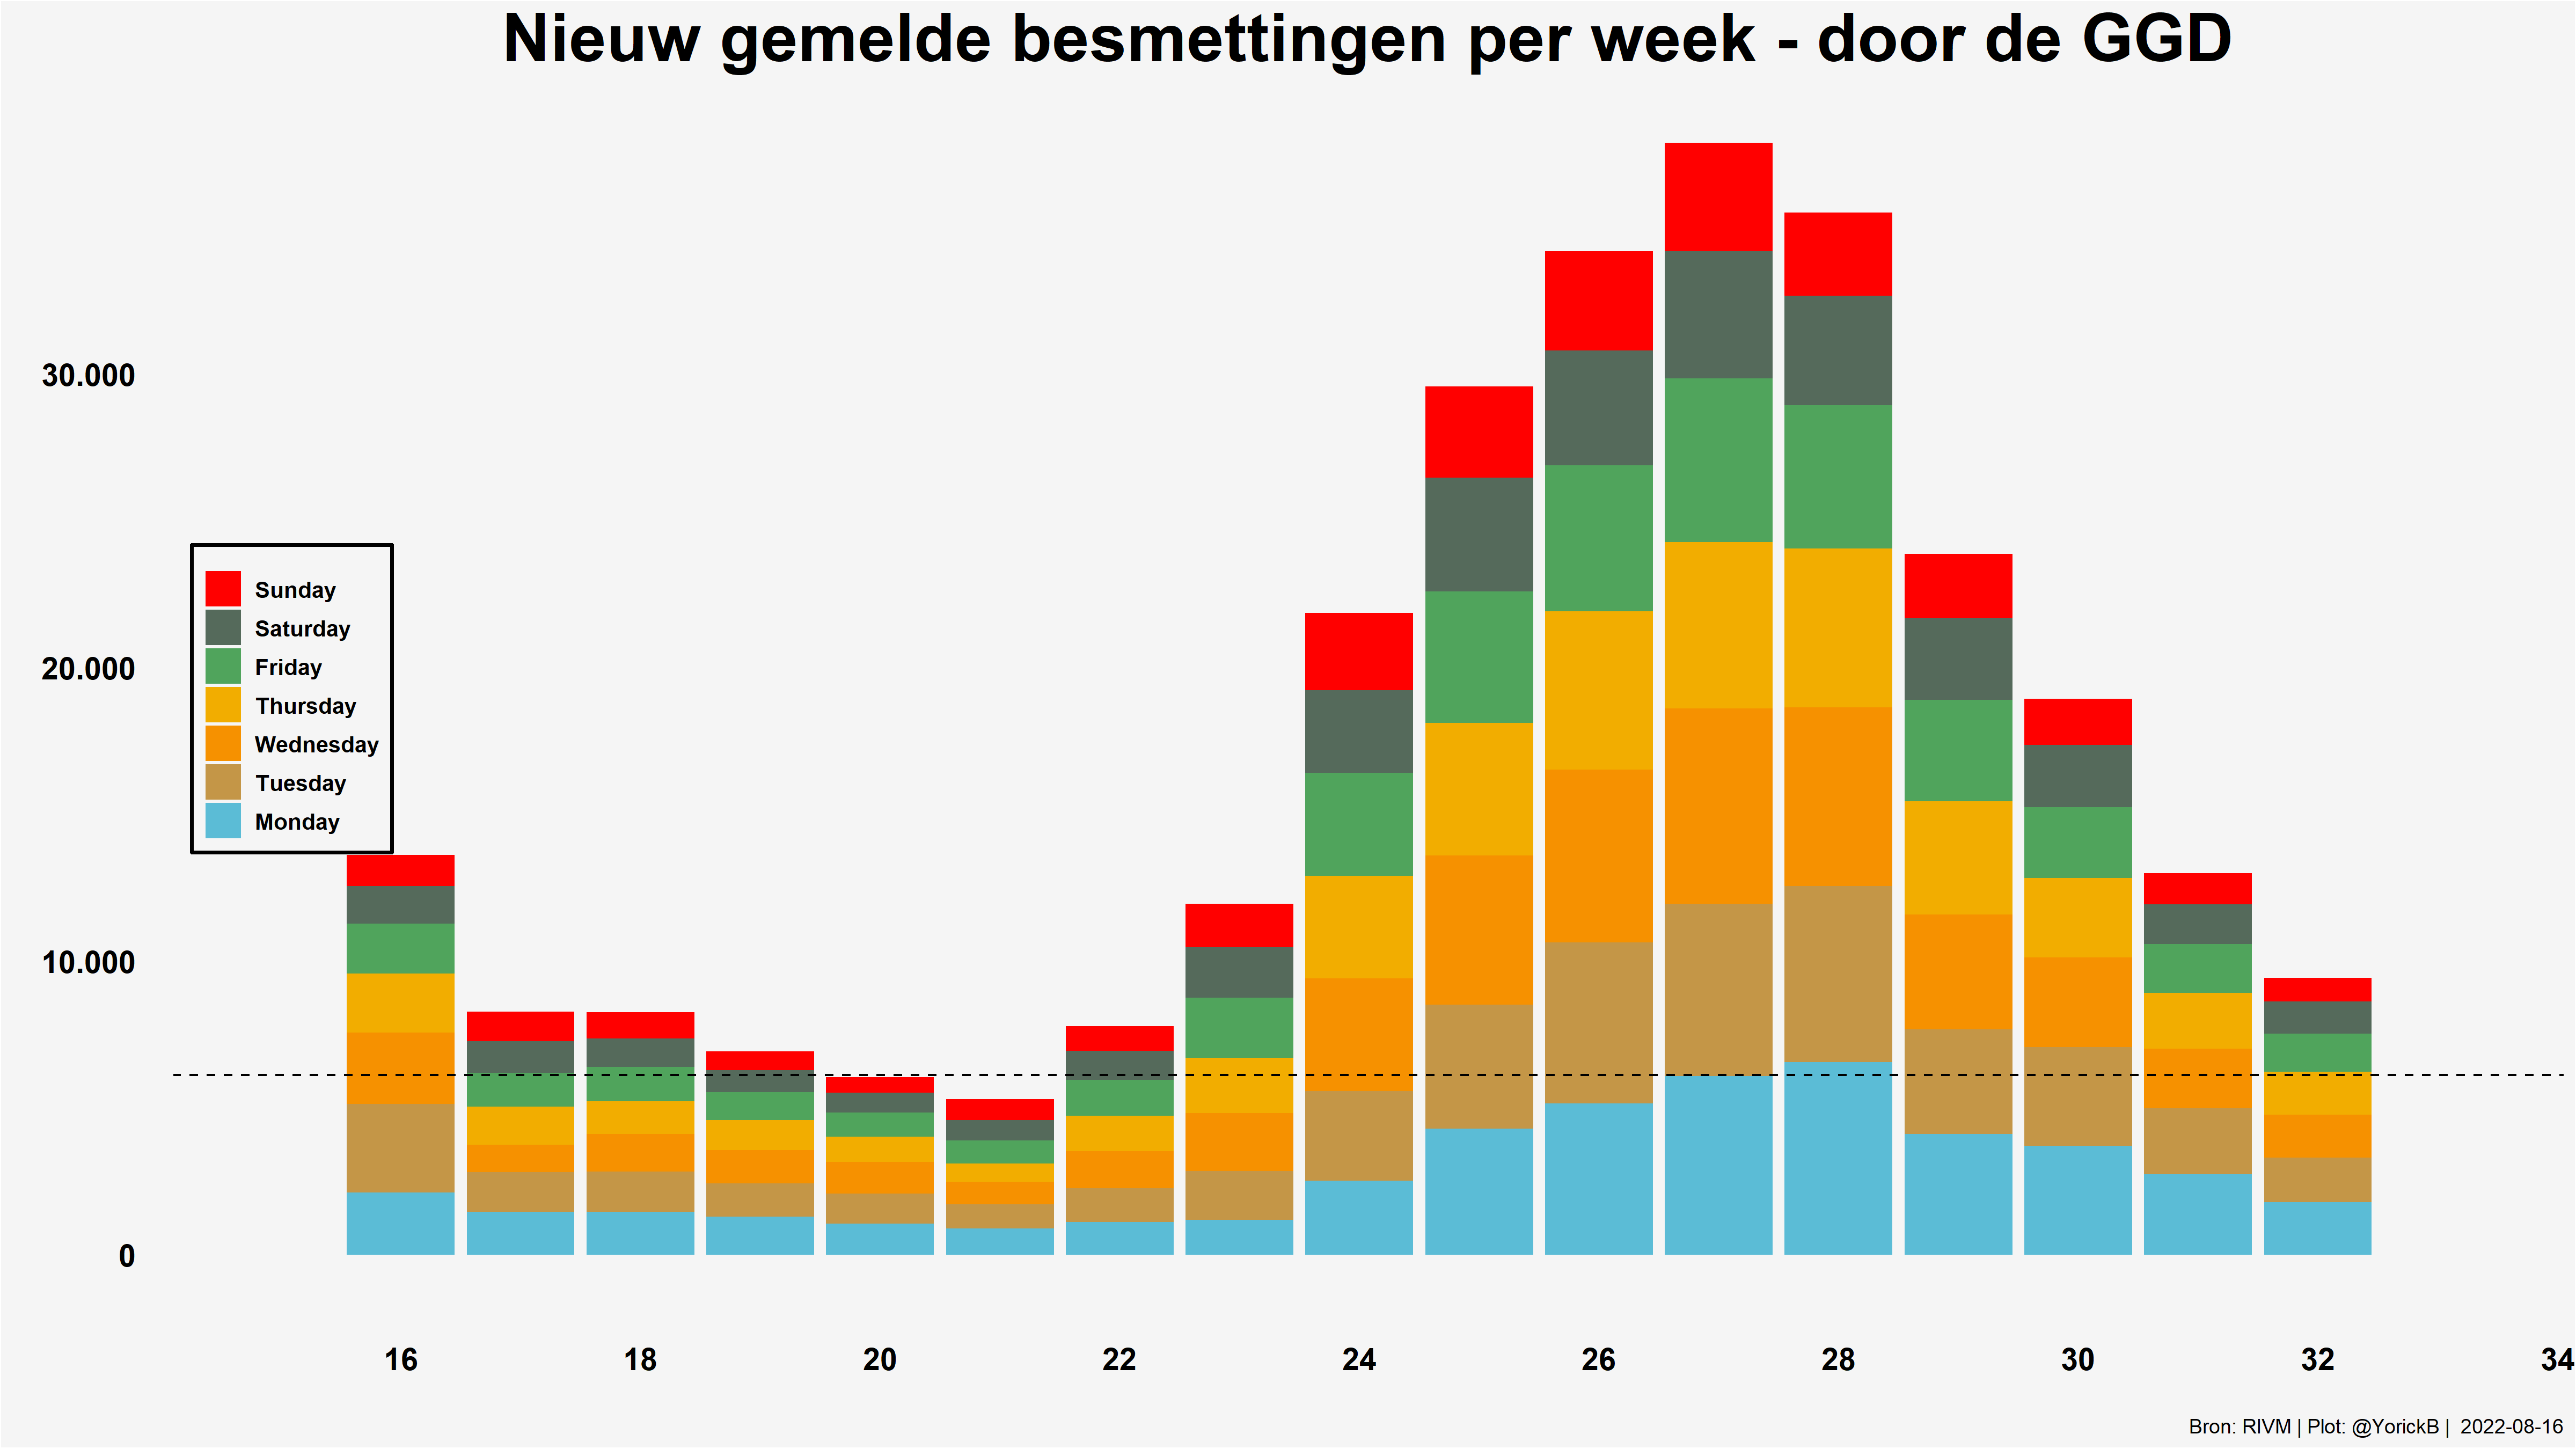 Nieuw gemelde besmettingen per week - door de GGD
30.000
20.000
10.000
0
Sunday
Saturday
Friday
Thursday
Wednesday
Tuesday
Monday
16 18 20 22 24 26 28 30 32 34
Bron: RIVM | Plot: @YorickB | 2022-08-16